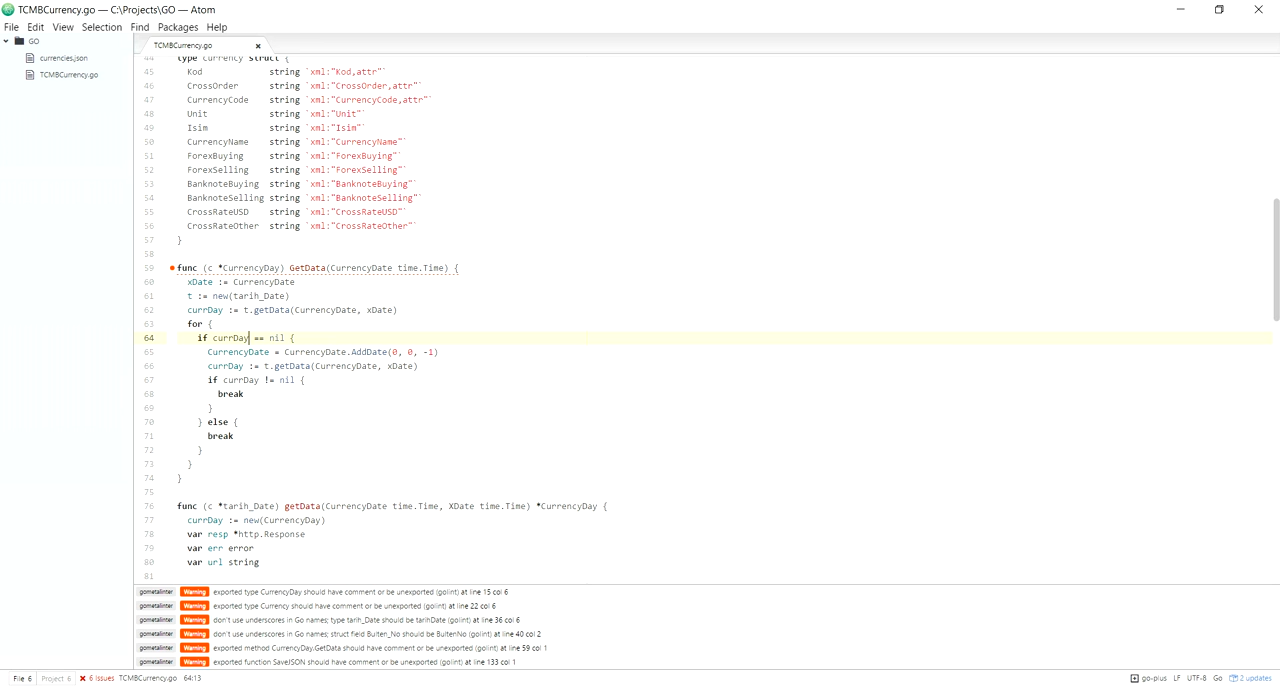 TCMBCurrency.go — C:\Projects\GO — Atom
File Edit View Selection Find Packages Help
GO
currencies.json
TCMBCurrency.go
TCMBCurrency.go ×
44 type currency struct {
45 Kod string `xml:"Kod,attr"`
46 CrossOrder string `xml:"CrossOrder,attr"`
47 CurrencyCode string `xml:"CurrencyCode,attr"`
48 Unit string `xml:"Unit"`
49 Isim string `xml:"Isim"`
50 CurrencyName string `xml:"CurrencyName"`
51 ForexBuying string `xml:"ForexBuying"`
52 ForexSelling string `xml:"ForexSelling"`
53 BanknoteBuying string `xml:"BanknoteBuying"`
54 BanknoteSelling string `xml:"BanknoteSelling"`
55 CrossRateUSD string `xml:"CrossRateUSD"`
56 CrossRateOther string `xml:"CrossRateOther"`
57 }
58
59 func (c *CurrencyDay) GetData(CurrencyDate time.Time) {
60 xDate := CurrencyDate
61 t := new(tarih_Date)
62 currDay := t.getData(CurrencyDate, xDate)
63 for {
64 if currDay == nil {
65 CurrencyDate = CurrencyDate.AddDate(0, 0, -1)
66 currDay := t.getData(CurrencyDate, xDate)
67 if currDay != nil {
68 break
69 }
70 } else {
71 break
72 }
73 }
74 }
75
76 func (c *tarih_Date) getData(CurrencyDate time.Time, XDate time.Time) *CurrencyDay {
77 currDay := new(CurrencyDay)
78 var resp *http.Response
79 var err error
80 var url string
81
gometalinter Warning exported type CurrencyDay should have comment or be unexported (golint) at line 15 col 6
gometalinter Warning exported type Currency should have comment or be unexported (golint) at line 22 col 6
gometalinter Warning don't use underscores in Go names; type tarih_Date should be tarihDate (golint) at line 36 col 6
gometalinter Warning don't use underscores in Go names; struct field Bulten_No should be BultenNo (golint) at line 40 col 2
gometalinter Warning exported method CurrencyDay.GetData should have comment or be unexported (golint) at line 59 col 1
gometalinter Warning exported function SaveJSON should have comment or be unexported (golint) at line 133 col 1
File 6 Project 6 6 Issues TCMBCurrency.go 64:13 go-plus LF UTF-8 Go 2 updates